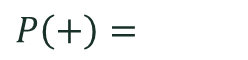 P(+) =